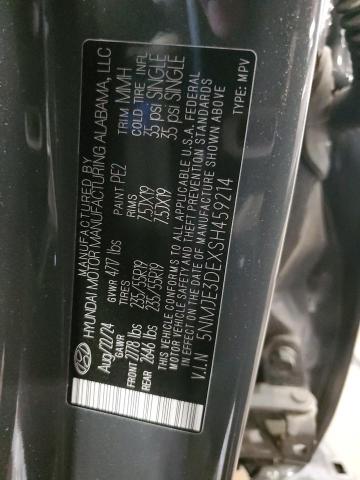 MANUFACTURED BY
HYUNDAI MOTOR MANUFACTURING ALABAMA, LLC
Aug/22/24 GVWR 4717 lbs PAINT PE2 TRIM MMH
GAWR TIRES RIMS COLD TIRE INFL
FRONT 2778 lbs 235/55R19 7.5JX19 35 psi SINGLE
REAR 2646 lbs 235/55R19 7.5JX19 35 psi SINGLE
THIS VEHICLE CONFORMS TO ALL APPLICABLE U.S.A. FEDERAL
MOTOR VEHICLE SAFETY AND THEFT PREVENTION STANDARDS
IN EFFECT ON THE DATE OF MANUFACTURE SHOWN ABOVE
V.I.N 5NMJE3DEXSH459214 TYPE: MPV